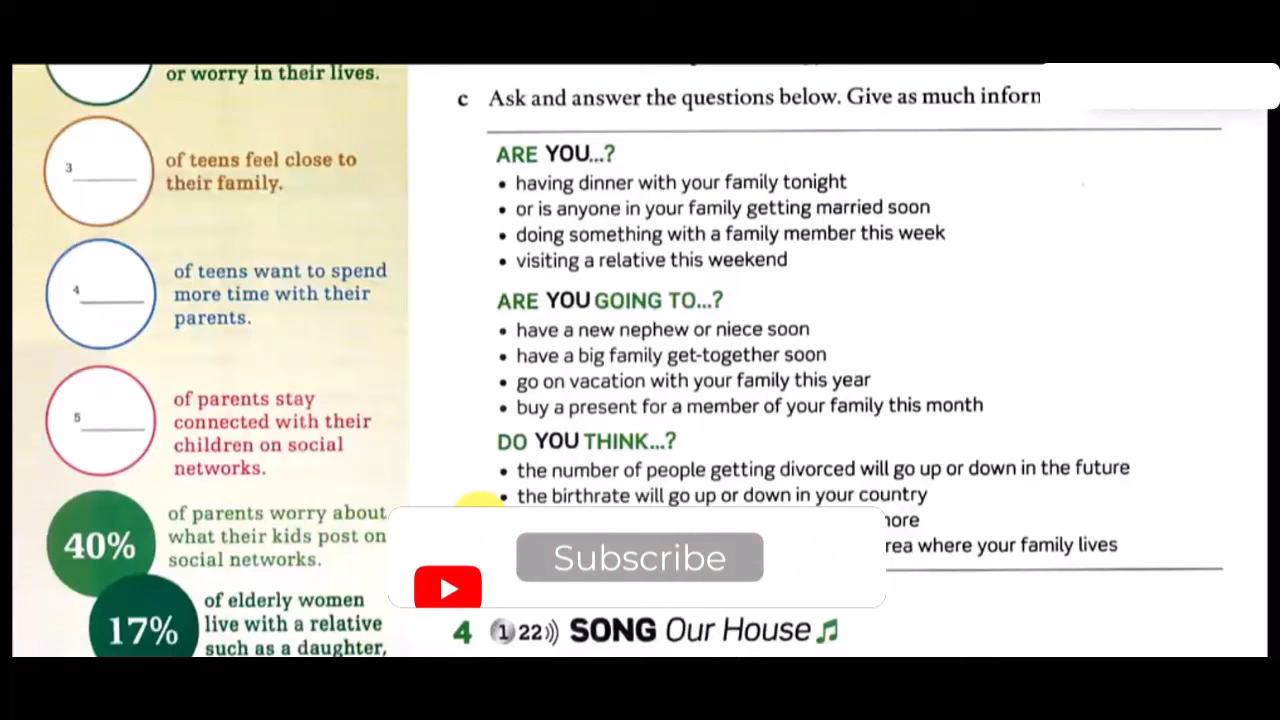 or worry in their lives.
3
of teens feel close to
their family.
4
of teens want to spend
more time with their
parents.
5
of parents stay
connected with their
children on social
networks.
40%
of parents worry about
what their kids post on
social networks.
17%
of elderly women
live with a relative
such as a daughter,
c Ask and answer the questions below. Give as much
ARE YOU...?
• having dinner with your family tonight
• or is anyone in your family getting married soon
• doing something with a family member this week
• visiting a relative this weekend
ARE YOU GOING TO...?
• have a new nephew or niece soon
• have a big family get-together soon
• go on vacation with your family this year
• buy a present for a member of your family this month
DO YOU THINK...?
• the number of people getting divorced will go up or down in the future
• the birthrate will go up or down in your country
where your family lives
Subscribe
4 1 22))) SONG Our House